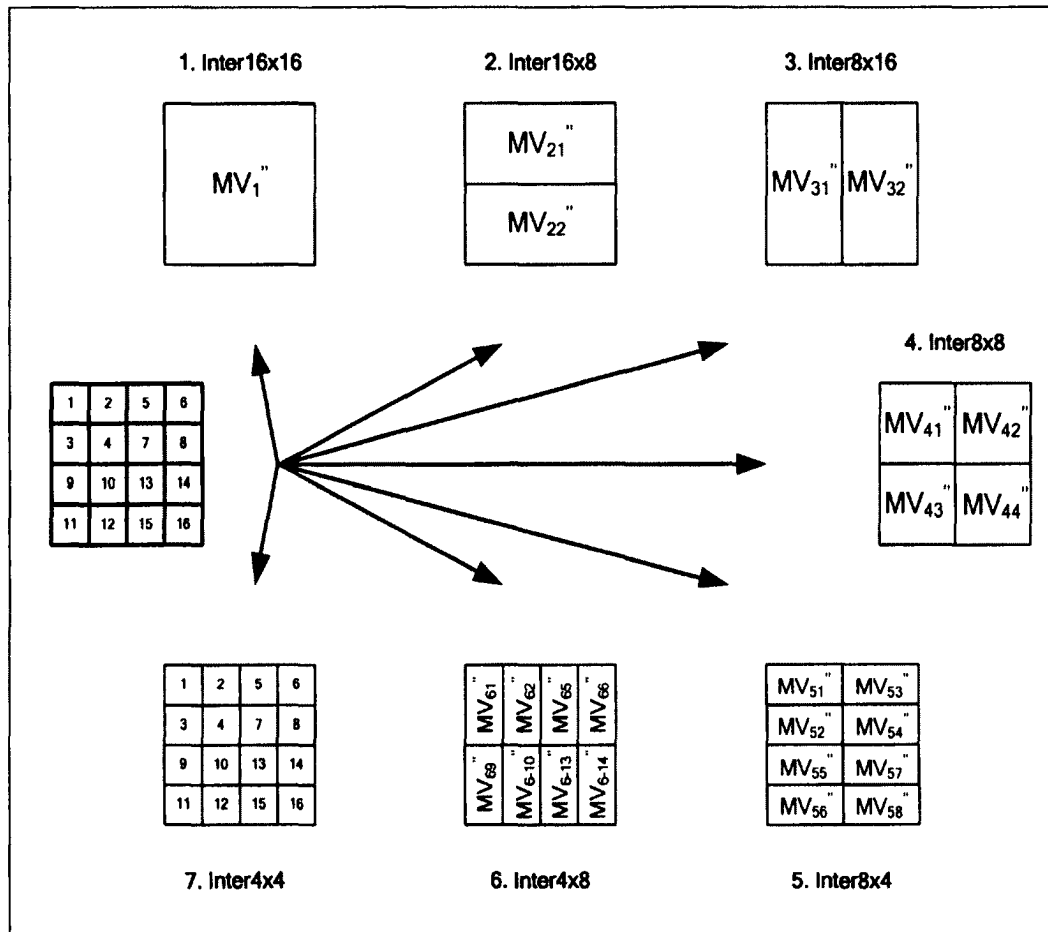 1. Inter16x16
2. Inter16x8
3. Inter8x16
MV1"
MV21"
MV22"
MV31" MV32"
4. Inter8x8
MV41" MV42"
MV43" MV44"
1 2 5 6
3 4 7 8
9 10 13 14
11 12 15 16
1 2 5 6
3 4 7 8
9 10 13 14
11 12 15 16
MV61" MV62" MV65" MV66"
MV69" MV6-10" MV6-13" MV6-14"
MV51" MV53"
MV52" MV54"
MV55" MV57"
MV56" MV58"
7. Inter4x4
6. Inter4x8
5. Inter8x4